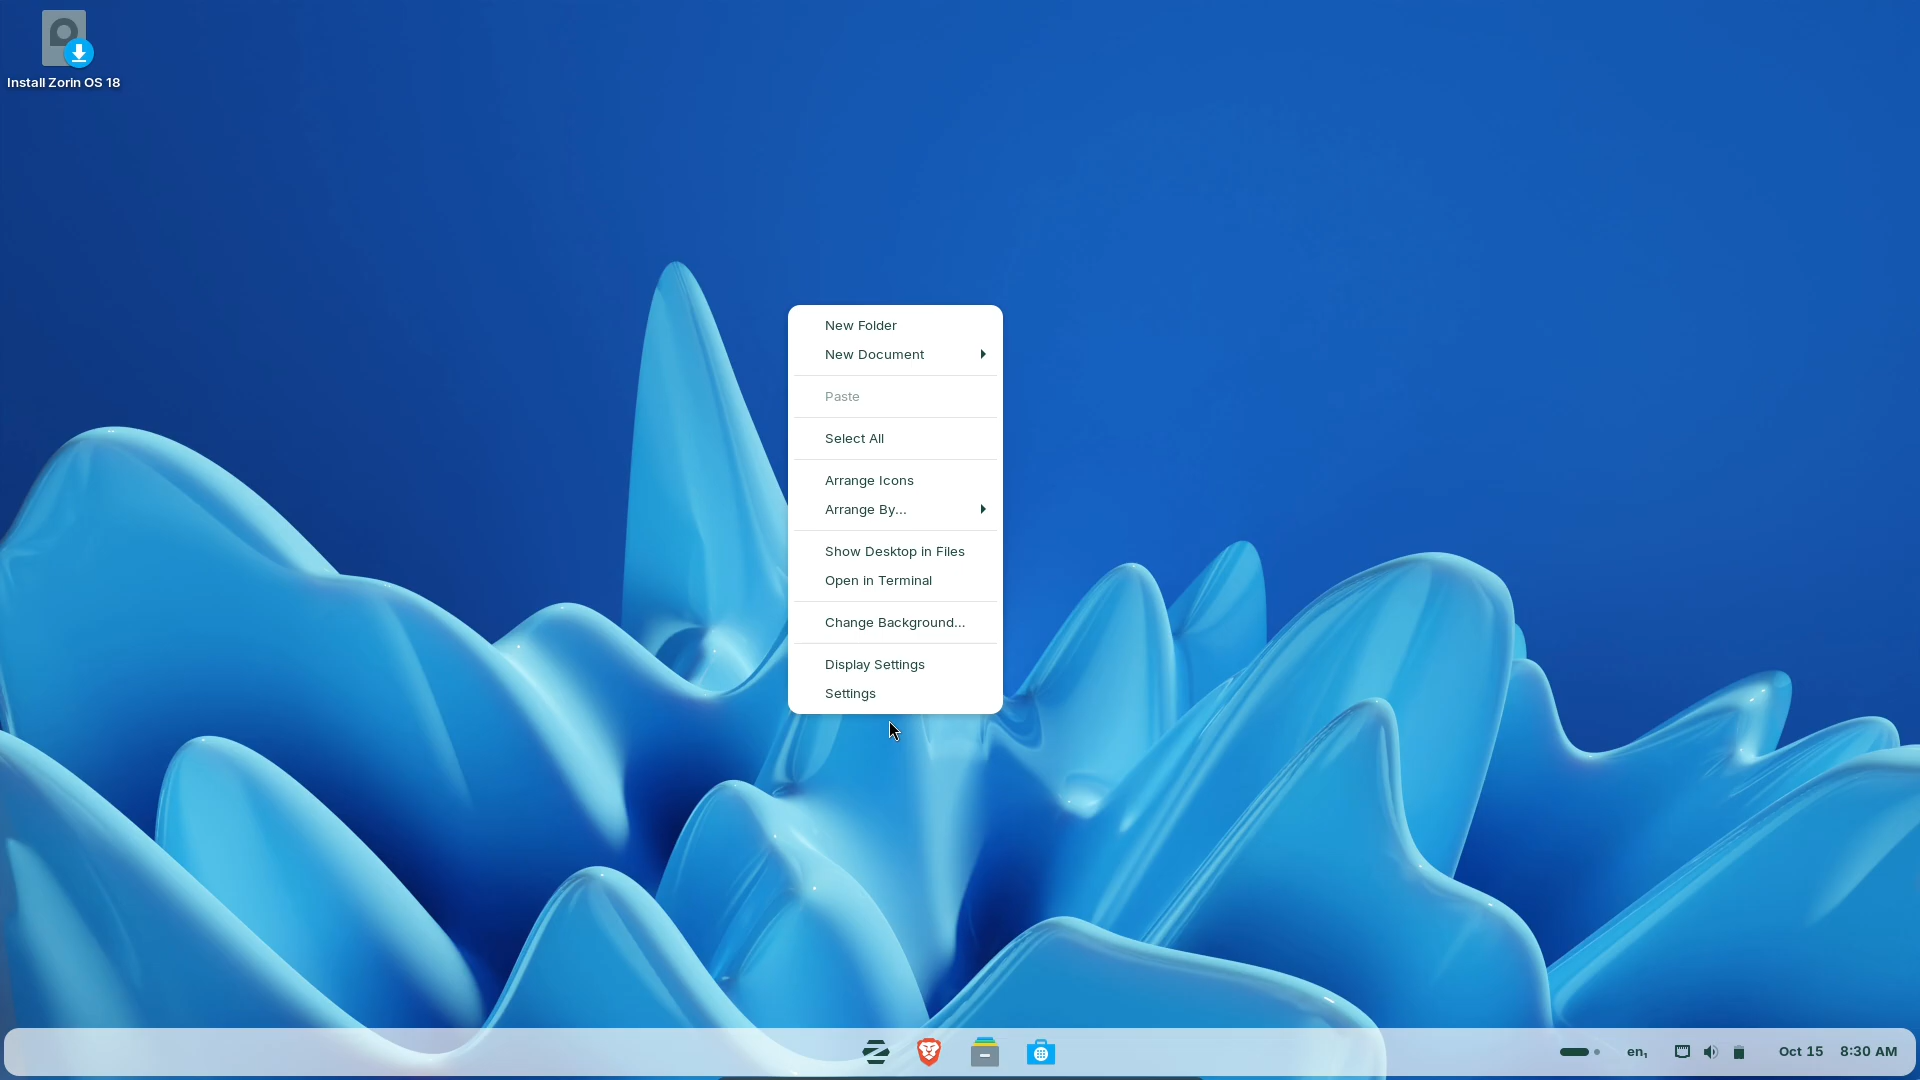 Install Zorin OS 18
New Folder
New Document
Paste
Select All
Arrange Icons
Arrange By...
Show Desktop in Files
Open in Terminal
Change Background...
Display Settings
Settings
en₁
Oct 15 8:30 AM